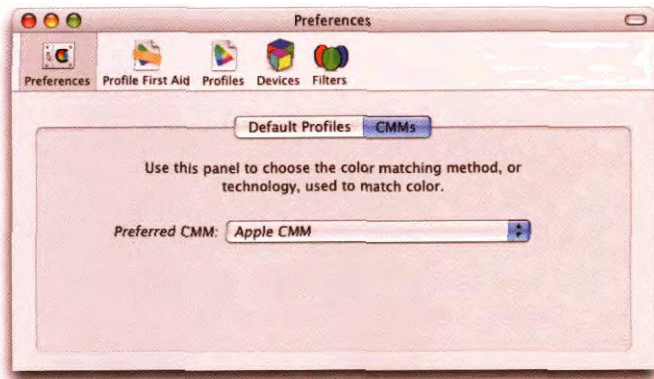 Preferences
Preferences Profile First Aid Profiles Devices Filters
Default Profiles CMMs
Use this panel to choose the color matching method, or
technology, used to match color.
Preferred CMM: Apple CMM